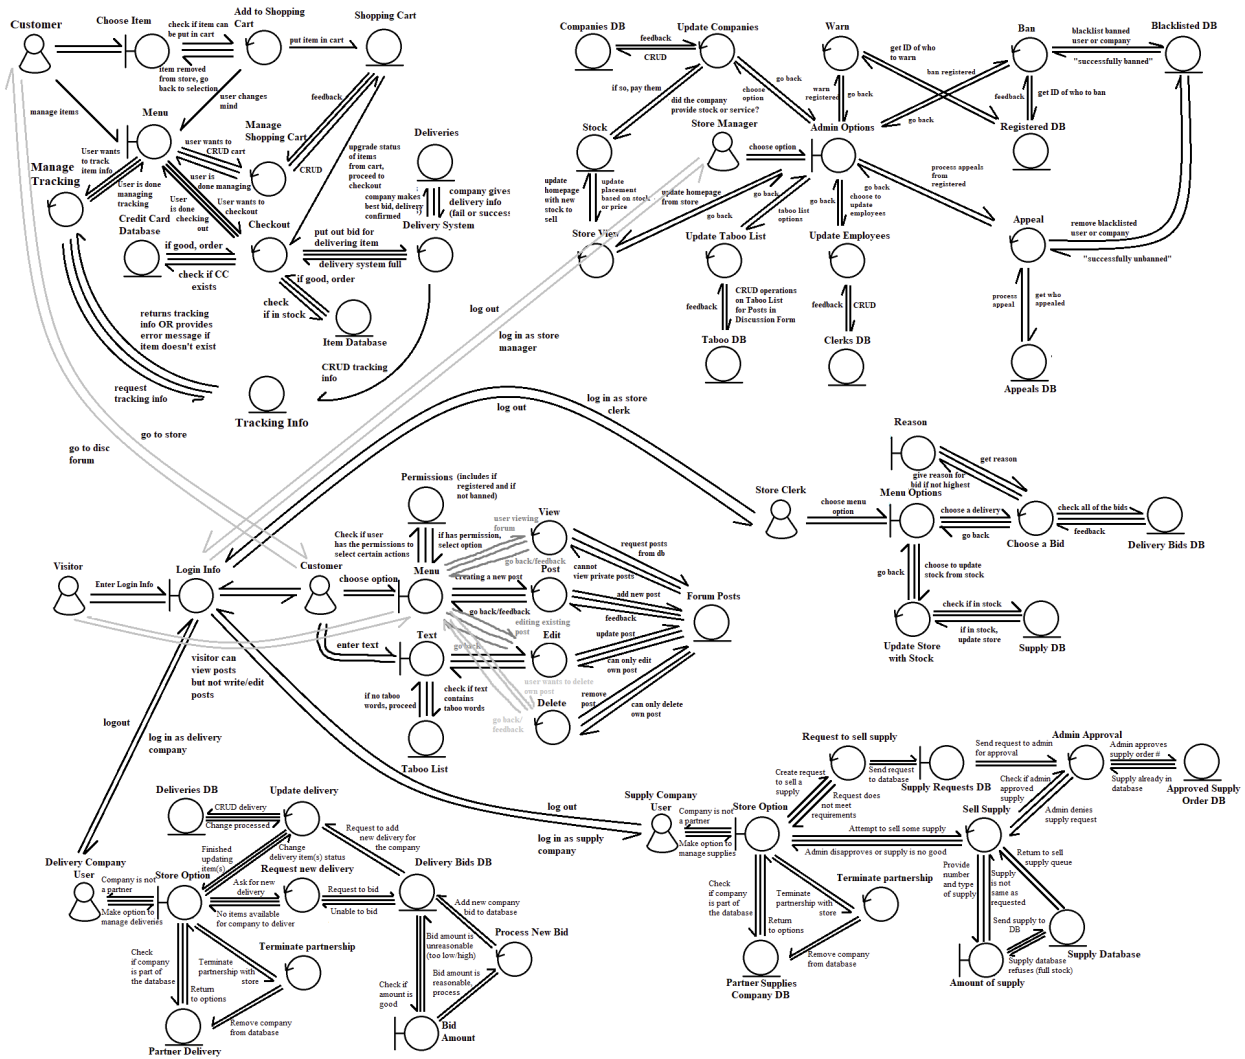 Customer
Choose Item
check if item can
be put in cart
Add to Shopping
Cart
put item in cart
Shopping Cart
item removed
from store, go
back to selection
manage items
Menu
user changes
mind
feedback
Manage
Shopping Cart
user wants to
CRUD cart
CRUD
user is
done managing
User wants
to track
item info
Manage
Tracking
User is done
managing
tracking
User
is done
checking
out
User wants to
checkout
upgrade status
of items
from cart,
proceed to
checkout
Deliveries
company makes
best bid, delivery
confirmed
company gives
delivery info
(fail or success
Credit Card
Database
if good, order
check if CC
exists
Checkout
put out bid for
delivering item
delivery system full
Delivery System
if good, order
check
if in stock
Item Database
returns tracking
info OR provides
error message if
item doesn't exist
CRUD tracking
info
request
tracking info
Tracking Info
go to store
go to disc
forum
log out
log in as store
manager
Companies DB
feedback
CRUD
Update Companies
if so, pay them
did the company
provide stock or service?
go back
choose
option
Warn
get ID of who
to warn
warn
registered
go back
ban registered
go back
Ban
blacklist banned
user or company
"successfully banned"
Blacklisted DB
feedback
get ID of who to ban
Registered DB
Stock
Store Manager
choose option
Admin Options
update
homepage
with new
stock to
sell
update
placement
based on stock
or price
update homepage
from store
go back
Store View
go back
taboo list
options
go back
choose to
update
employees
process appeals
from
registered
Appeal
remove blacklisted
user or company
"successfully unbanned"
Update Taboo List
Update Employees
feedback
CRUD operations
on Taboo List
for Posts in
Discussion Form
feedback
CRUD
process
appeal
get who
appealed
Taboo DB
Clerks DB
Appeals DB
log in as store
clerk
log out
Reason
get reason
give reason for
bid if not highest
Store Clerk
choose menu
option
Menu Options
choose a delivery
go back
Choose a Bid
check all of the bids
feedback
Delivery Bids DB
go back
choose to update
stock from stock
check if in stock
if in stock,
update store
Update Store
with Stock
Supply DB
Permissions
(includes if
registered and if
not banned)
Check if user
has the permissions to
select certain actions
if has permission,
select option
user viewing
forum
View
go back/feedback
request posts
from db
cannot
view private posts
Visitor
Enter Login Info
Login Info
Customer
choose option
Menu
creating a new post
Post
go back/feedback
add new post
feedback
Forum Posts
enter text
Text
editing existing
post
go back
Edit
update post
can only edit
own post
visitor can
view posts
but not write/edit
posts
if no taboo
words, proceed
check if text
contains
taboo words
user wants to delete
own post
go back/
feedback
Delete
remove
post
can only delete
own post
Taboo List
logout
log in as delivery
company
log out
log in as supply
company
Deliveries DB
CRUD delivery
Change processed
Update delivery
Request to add
new delivery for
the company
Finished
updating
item(s)
Change
delivery item(s) status
Delivery Company
User
Company is not
a partner
Make option to
manage deliveries
Store Option
Ask for new
delivery
No items available
for company to deliver
Request new delivery
Request to bid
Unable to bid
Delivery Bids DB
Add new company
bid to database
Bid amount is
unreasonable
(too low/high)
Process New Bid
Bid amount is
reasonable,
process
Check if
amount is
good
Bid
Amount
Check
if company
is part of
the database
Return
to options
Terminate
partnership with
store
Terminate partnership
Remove company
from database
Partner Delivery
Supply Company
User
Company is not
a partner
Make option to
manage supplies
Store Option
Create request
to sell a
supply
Request to sell supply
Request does
not meet
requirements
Send request
to database
Supply Requests DB
Send request to admin
for approval
Admin Approval
Admin approves
supply order #
Supply already in
database
Approved Supply
Order DB
Check if admin
approved
supply
Admin denies
supply request
Attempt to sell some supply
Admin disapproves or supply is no good
Sell Supply
Return to sell
supply queue
Provide
number
and type
of supply
Supply
is not
same as
requested
Send supply to
DB
Supply database
refuses (full stock)
Supply Database
Amount of supply
Check
if company
is part of
the database
Terminate
partnership with
store
Return
to options
Terminate partnership
Remove company
from database
Partner Supplies
Company DB